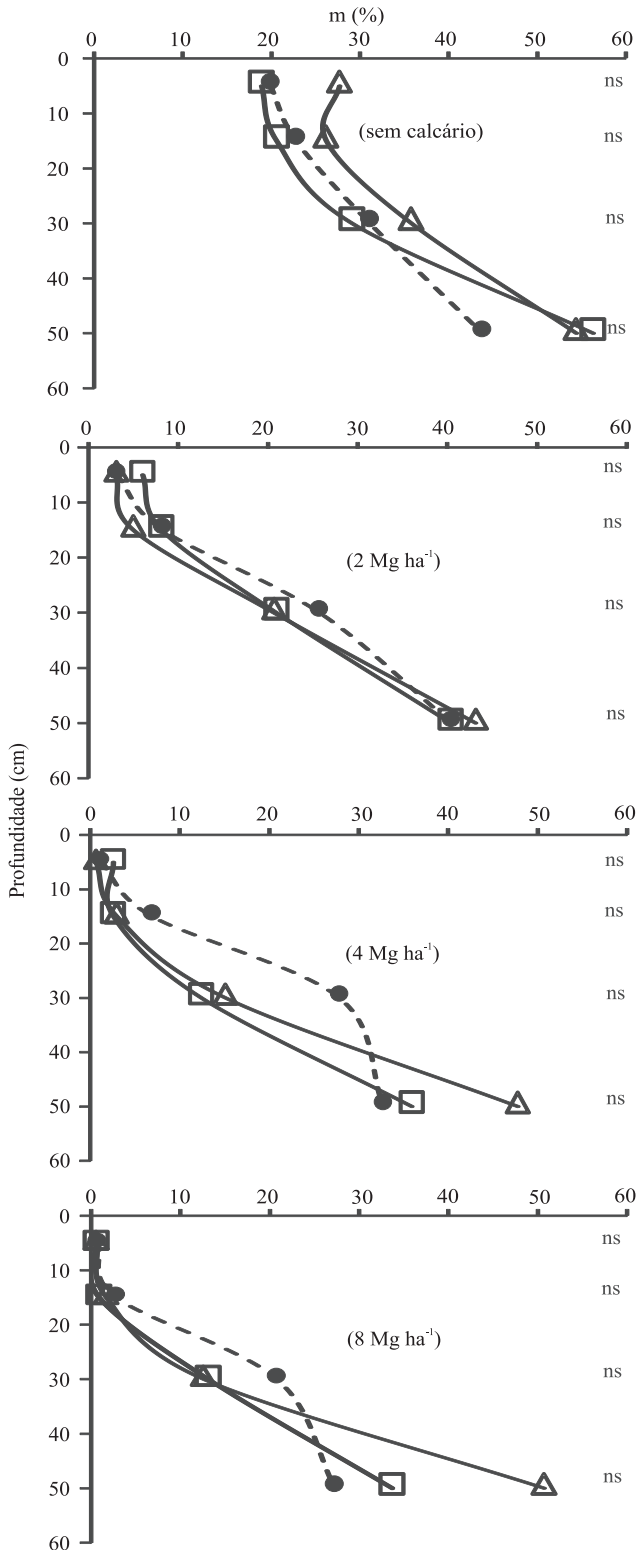 m (%)
0 10 20 30 40 50 60
0 ns
10 (sem calcário) ns
20
30 ns
40
50 ns
60
0 10 20 30 40 50 60
0 ns
10 ns
20 (2 Mg ha⁻¹)
30 ns
40
50 ns
60
Profundidade (cm)
0 10 20 30 40 50 60
0 ns
10 ns
20 (4 Mg ha⁻¹)
30 ns
40
50 ns
60
0 10 20 30 40 50 60
0 ns
10 ns
20 (8 Mg ha⁻¹)
30 ns
40
50 ns
60